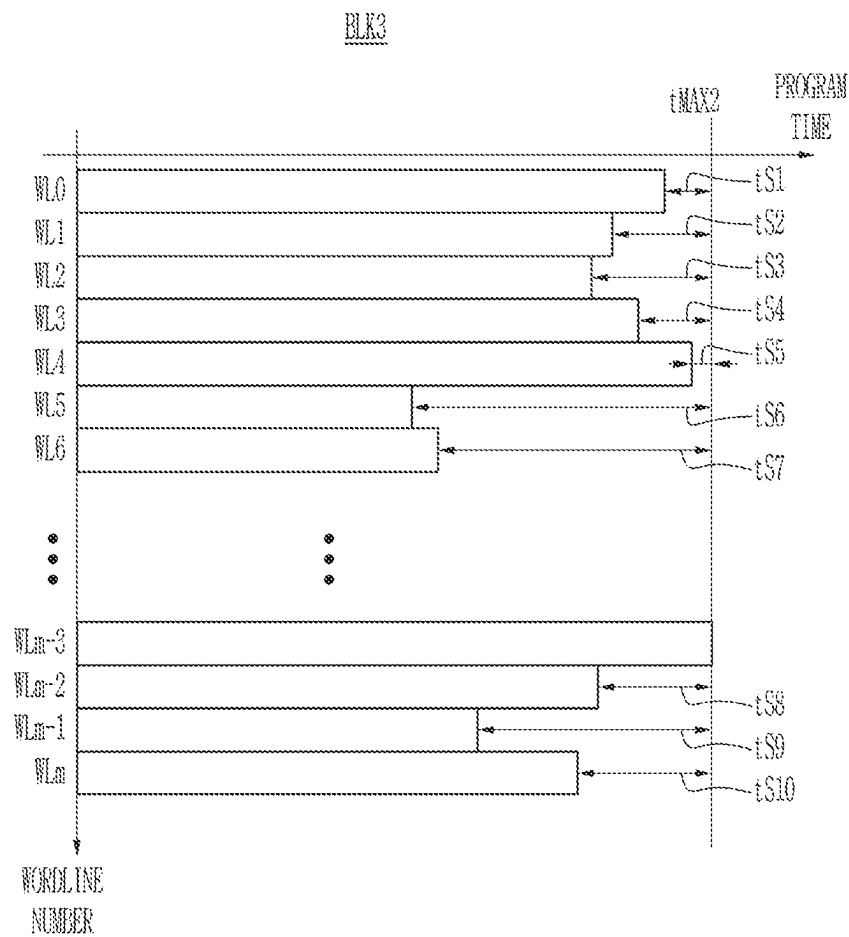 BLK3
tMAX2
PROGRAM
TIME
WL0
tS1
WL1
tS2
WL2
tS3
WL3
tS4
WL4
tS5
WL5
tS6
WL6
tS7
WLm-3
WLm-2
tS8
WLm-1
tS9
WLm
tS10
WORDLINE
NUMBER